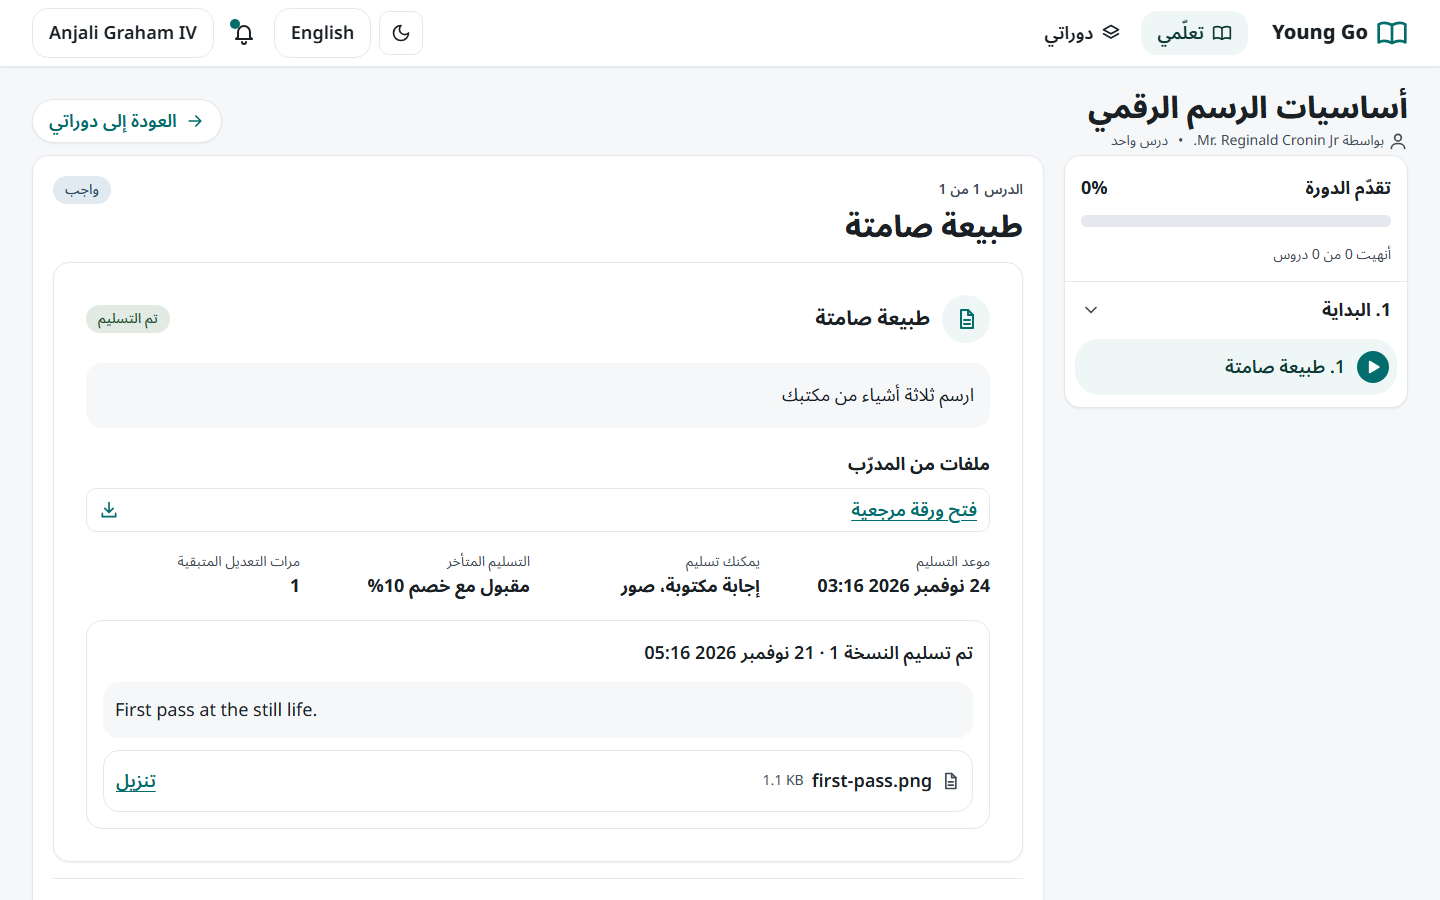 Young Go
تعلّمي
دوراتي
English
Anjali Graham IV
أساسيات الرسم الرقمي
بواسطة Mr. Reginald Cronin Jr. • درس واحد
العودة إلى دوراتي
تقدّم الدورة
0%
أنهيت 0 من 0 دروس
1. البداية
1. طبيعة صامتة
الدرس 1 من 1
واجب
طبيعة صامتة
طبيعة صامتة
تم التسليم
ارسم ثلاثة أشياء من مكتبك
ملفات من المدرّب
فتح ورقة مرجعية
موعد التسليم
24 نوفمبر 2026 03:16
يمكنك تسليم
إجابة مكتوبة، صور
التسليم المتأخر
مقبول مع خصم 10%
مرات التعديل المتبقية
1
تم تسليم النسخة 1 · 21 نوفمبر 2026 05:16
First pass at the still life.
first-pass.png 1.1 KB
تنزيل